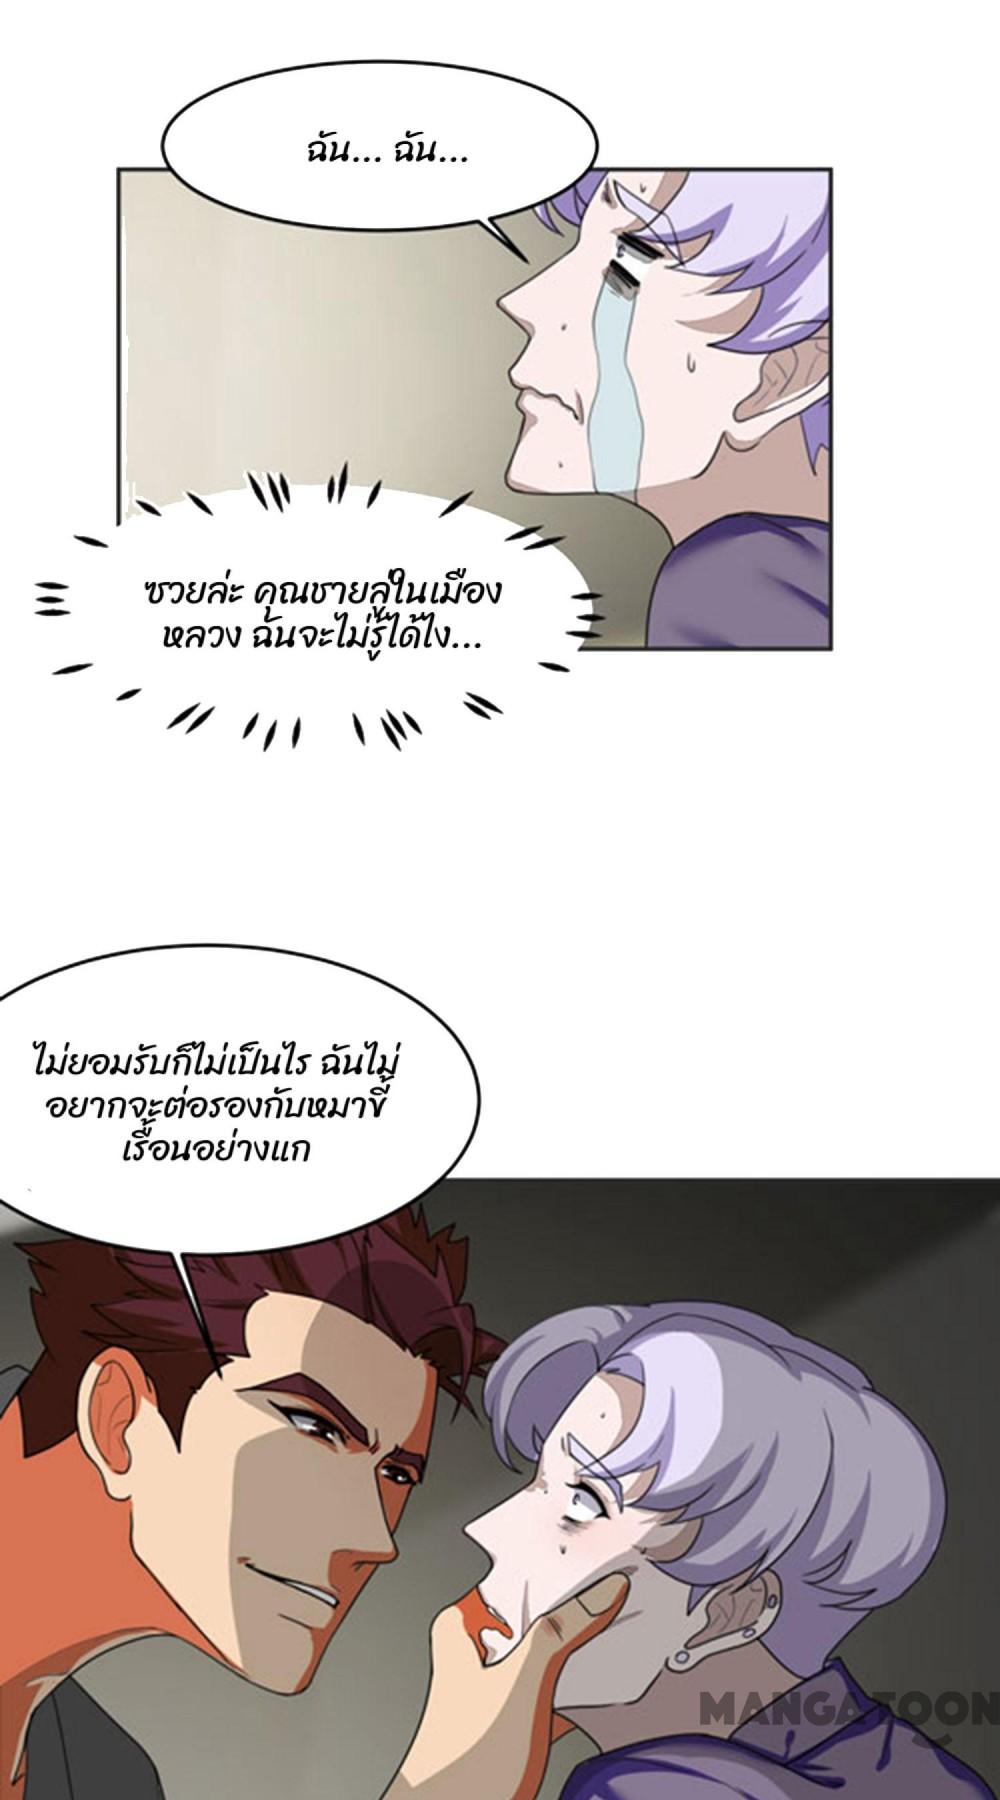 ฉัน... ฉัน...
ซวยล่ะ คุณชายลู่ในเมือง
หลวง ฉันจะไม่รู้ได้ไง...
ไม่ยอมรับก็ไม่เป็นไร ฉันไม่
อยากจะต่อรองกับหมาขี้
เรื้อนอย่างแก
MANGATOON